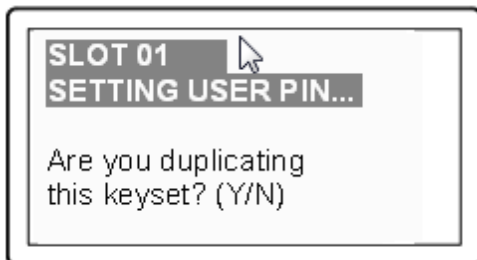 SLOT 01
SETTING USER PIN...
Are you duplicating
this keyset? (Y/N)